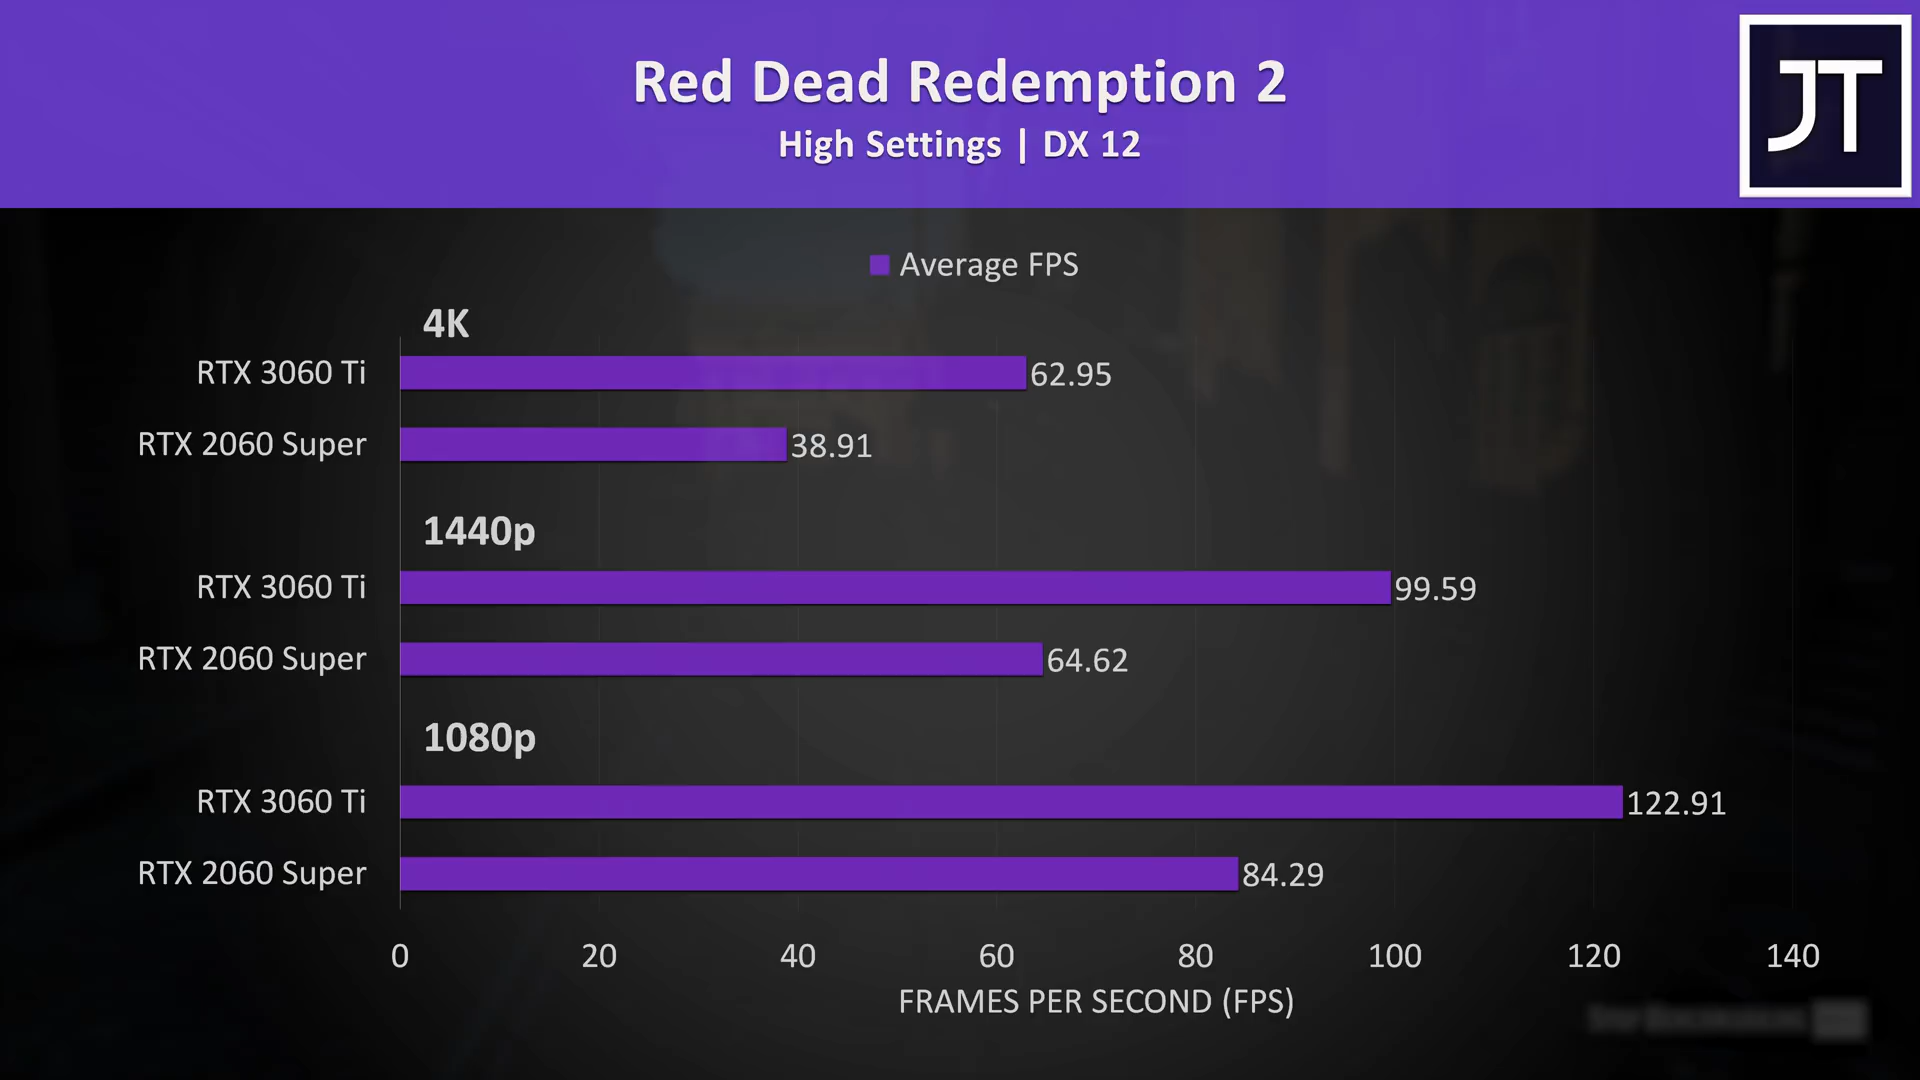 Red Dead Redemption 2
High Settings | DX 12
JT
Average FPS
4K
RTX 3060 Ti 62.95
RTX 2060 Super 38.91
1440p
RTX 3060 Ti 99.59
RTX 2060 Super 64.62
1080p
RTX 3060 Ti 122.91
RTX 2060 Super 84.29
0 20 40 60 80 100 120 140
FRAMES PER SECOND (FPS)